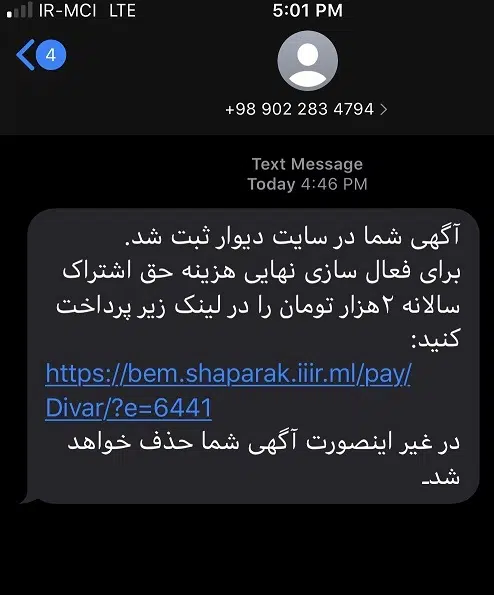 IR-MCI LTE 5:01 PM
4
+98 902 283 4794
Text Message
Today 4:46 PM
آگهی شما در سایت دیوار ثبت شد.
برای فعال سازی نهایی هزینه حق اشتراک
سالانه ۲هزار تومان را در لینک زیر پرداخت
کنید:
https://bem.shaparak.iiir.ml/pay/
Divar/?e=6441
در غیر اینصورت آگهی شما حذف خواهد
شدـ